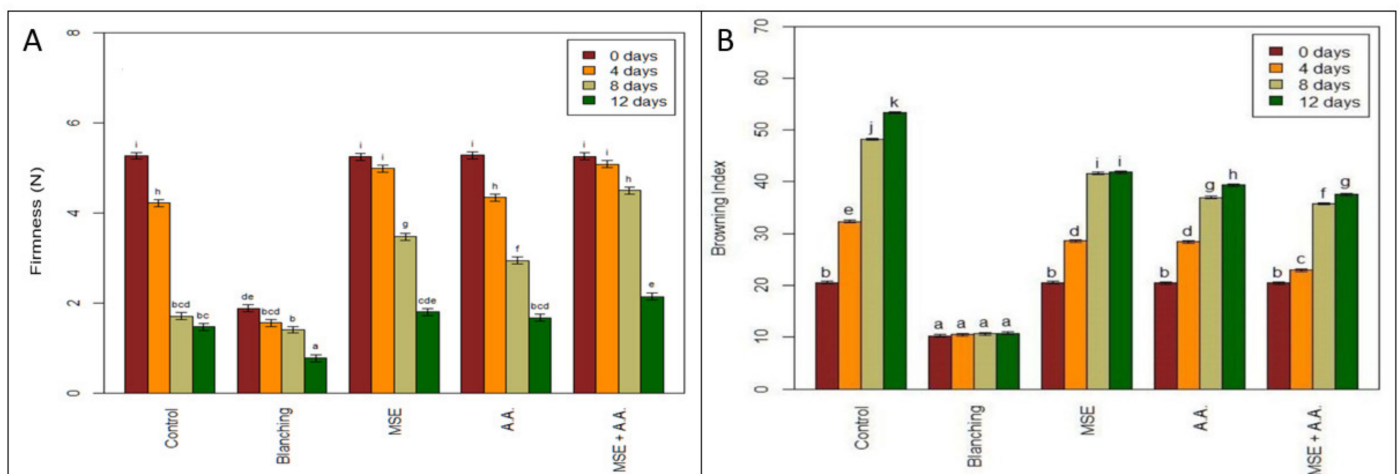 A
Firmness (N)
8
6
4
2
0
0 days
4 days
8 days
12 days
i
h
bcd
bc
de
bcd
b
a
i
i
g
cde
i
h
f
bcd
i
i
h
e
Control
Blanching
MSE
A.A.
MSE + A.A.
B
Browning Index
70
60
50
40
30
20
10
0
0 days
4 days
8 days
12 days
b
e
j
k
a
a
a
a
b
d
i
i
b
d
g
h
b
c
f
g
Control
Blanching
MSE
A.A.
MSE + A.A.